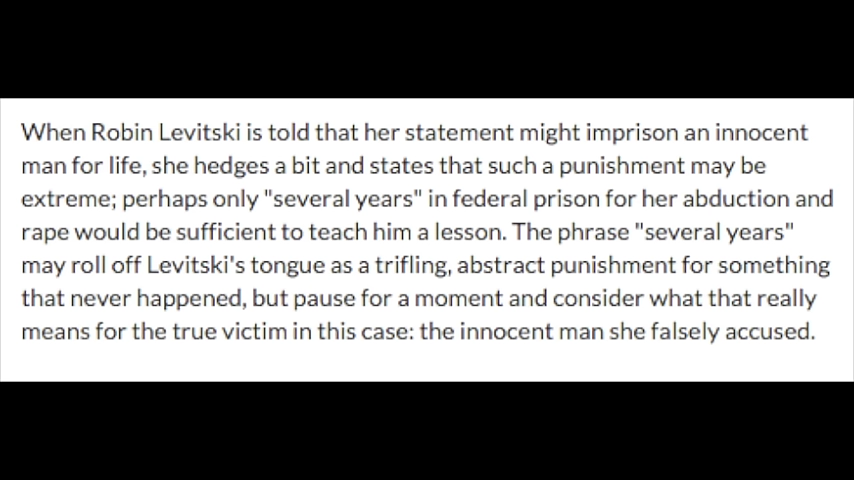 When Robin Levitski is told that her statement might imprison an innocent
man for life, she hedges a bit and states that such a punishment may be
extreme; perhaps only "several years" in federal prison for her abduction and
rape would be sufficient to teach him a lesson. The phrase "several years"
may roll off Levitski's tongue as a trifling, abstract punishment for something
that never happened, but pause for a moment and consider what that really
means for the true victim in this case: the innocent man she falsely accused.